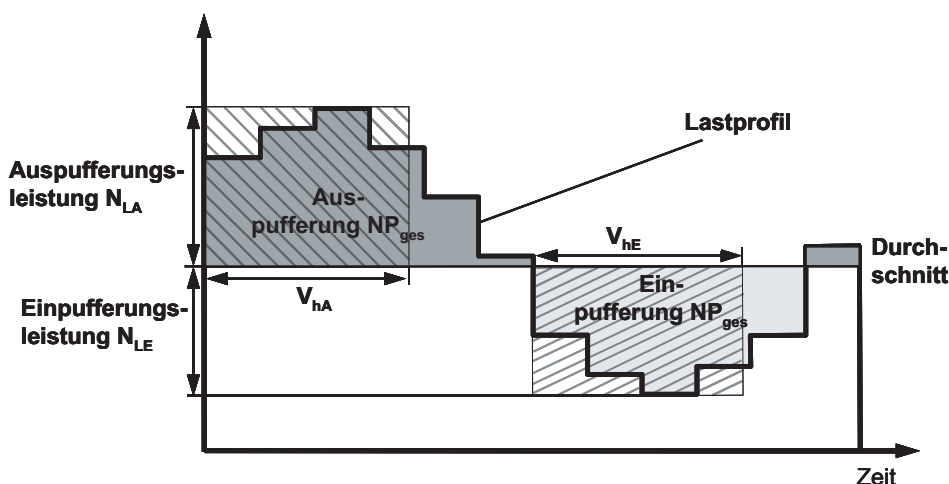 Lastprofil
Auspufferungs-
leistung N_LA
Aus-
pufferung NP_ges
V_hE
Durch-
schnitt
V_hA
Ein-
pufferung NP_ges
Einpufferungs-
leistung N_LE
Zeit